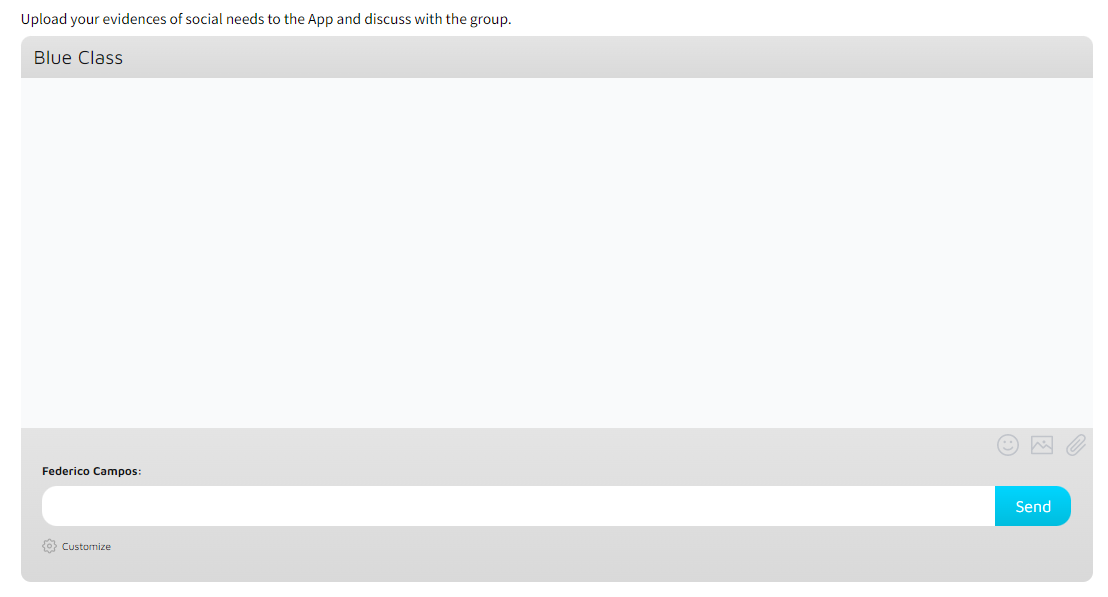 Upload your evidences of social needs to the App and discuss with the group.
Blue Class
Federico Campos:
Send
Customize